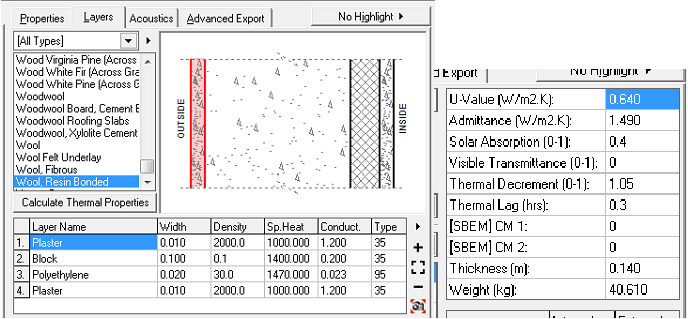 Properties Layers Acoustics Advanced Export No Highlight
[All Types]
Wood Virginia Pine (Across
Wood White Fir (Across Gra
Wood White Pine (Across G
Woodwool
Woodwool Board, Cement B
Woodwool Roofing Slabs
Woodwool, Xylolite Cement
Wool
Wool Felt Underlay
Wool, Fibrous
Wool, Resin Bonded
Calculate Thermal Properties
OUTSIDE
INSIDE
Layer Name Width Density Sp.Heat Conduct. Type
1. Plaster 0.010 2000.0 1000.000 1.200 35
2. Block 0.100 0.1 1400.000 0.200 35
3. Polyethylene 0.020 30.0 1470.000 0.023 95
4. Plaster 0.010 2000.0 1000.000 1.200 35
d Export No Highlight
U-Value (W/m2.K): 0.640
Admittance (W/m2.K): 1.490
Solar Absorption (0-1): 0.4
Visible Transmittance (0-1): 0
Thermal Decrement (0-1): 1.05
Thermal Lag (hrs): 0.3
[SBEM] CM 1: 0
[SBEM] CM 2: 0
Thickness (m): 0.140
Weight (kg): 40.610